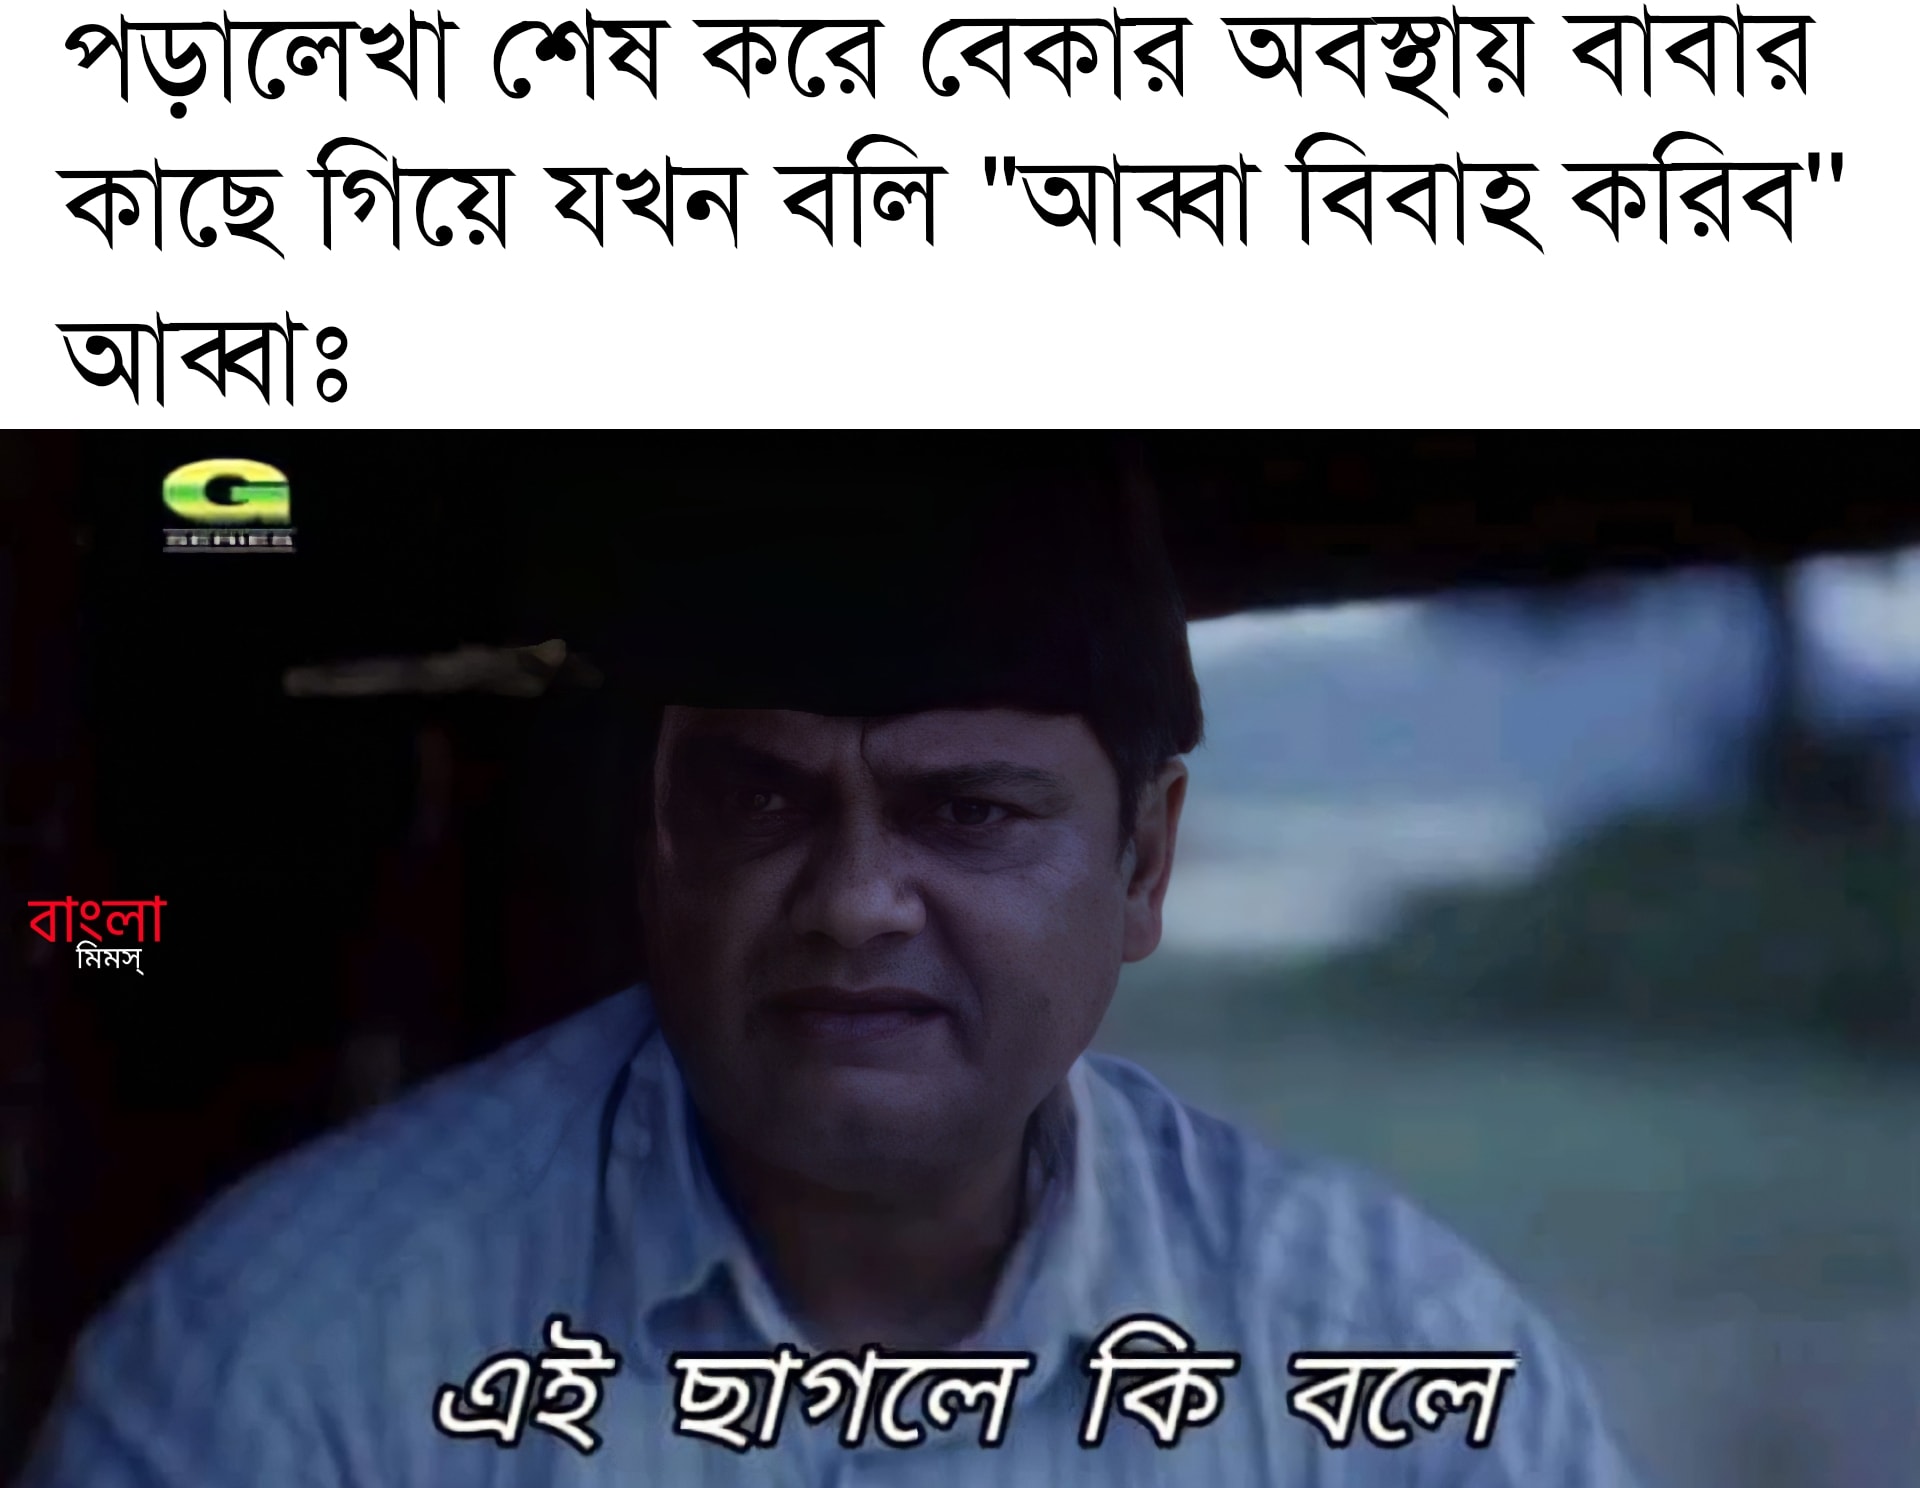 পড়ালেখা শেষ করে বেকার অবস্থায় বাবার
কাছে গিয়ে যখন বলি "আব্বা বিবাহ করিব"
আব্বাঃ
G
SERIES
বাংলা
মিমস্
এই ছাগলে কি বলে